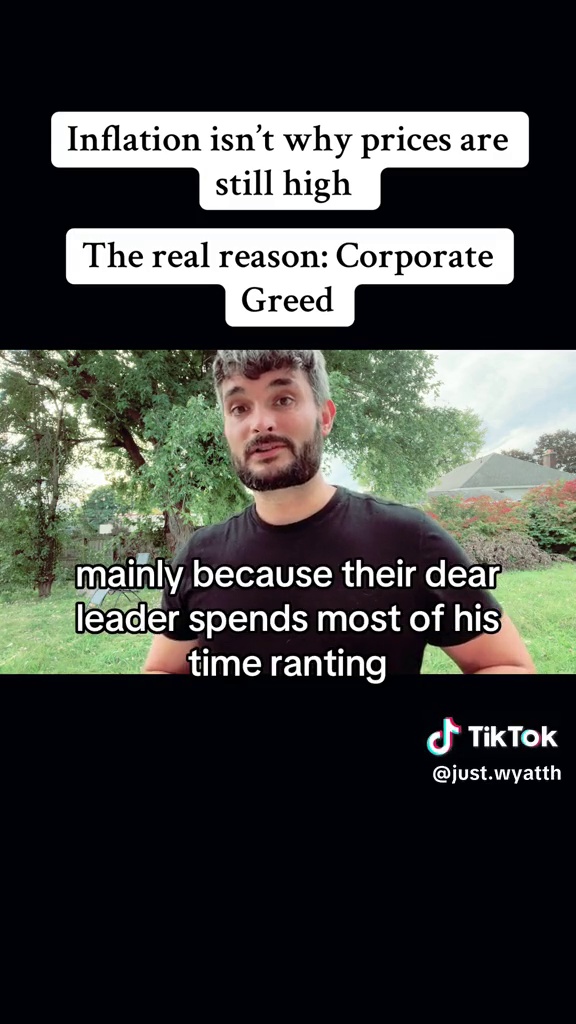 Inflation isn’t why prices are
still high
The real reason: Corporate
Greed
mainly because their dear
leader spends most of his
time ranting
TikTok
@just.wyatth